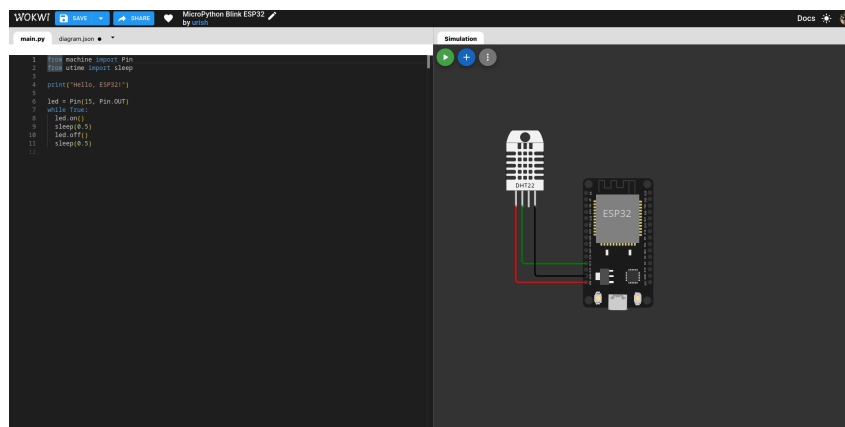 WOKWI SAVE SHARE MicroPython Blink ESP32
by urish
Docs
main.py diagram.json
Simulation
1 from machine import Pin
2 from utime import sleep
3
4 print("Hello, ESP32!")
5
6 led = Pin(15, Pin.OUT)
7 while True:
8 led.on()
9 sleep(0.5)
10 led.off()
11 sleep(0.5)
12
DHT22
ESP32